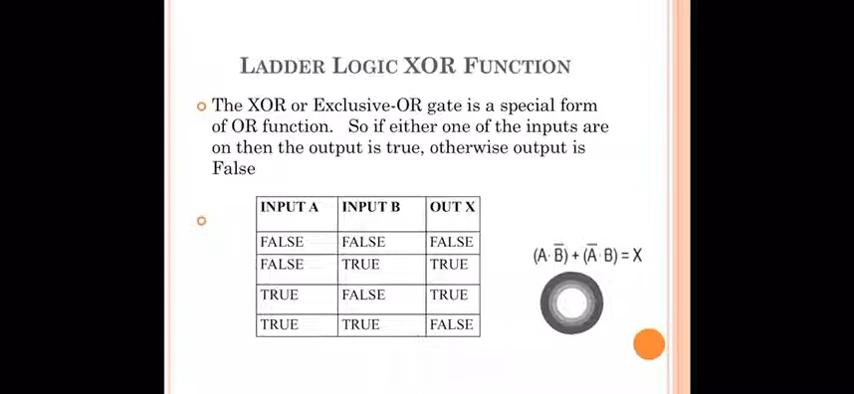 LADDER LOGIC XOR FUNCTION
The XOR or Exclusive-OR gate is a special form
of OR function. So if either one of the inputs are
on then the output is true, otherwise output is
False
INPUT A INPUT B OUT X
FALSE FALSE FALSE
FALSE TRUE TRUE
TRUE FALSE TRUE
TRUE TRUE FALSE
(A· B̅) + (A̅ · B) = X